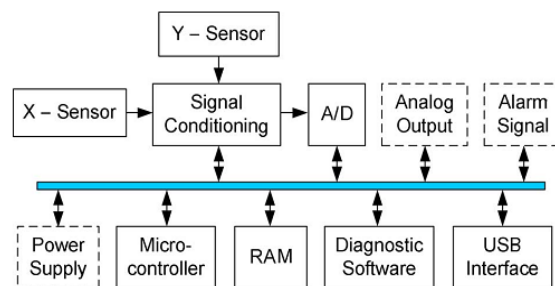 Y – Sensor
X – Sensor
Signal
Conditioning
A/D
Analog
Output
Alarm
Signal
Power
Supply
Micro-
controller
RAM
Diagnostic
Software
USB
Interface